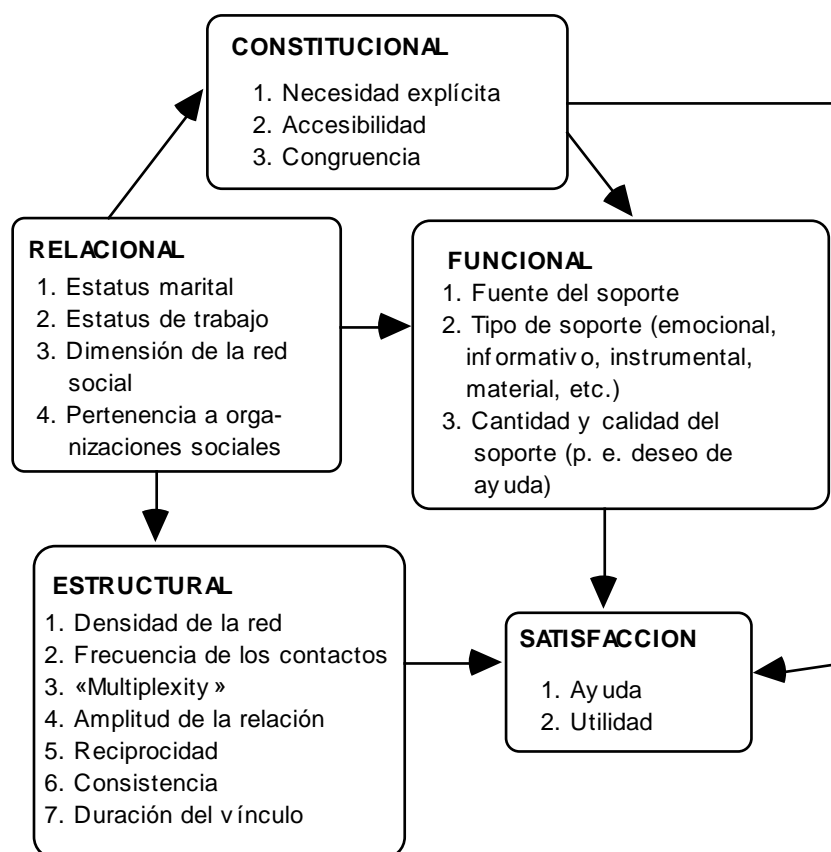 CONSTITUCIONAL
1. Necesidad explícita
2. Accesibilidad
3. Congruencia
RELACIONAL
1. Estatus marital
2. Estatus de trabajo
3. Dimensión de la red
social
4. Pertenencia a orga-
nizaciones sociales
FUNCIONAL
1. Fuente del soporte
2. Tipo de soporte (emocional,
informativo, instrumental,
material, etc.)
3. Cantidad y calidad del
soporte (p. e. deseo de
ayuda)
ESTRUCTURAL
1. Densidad de la red
2. Frecuencia de los contactos
3. «Multiplexity»
4. Amplitud de la relación
5. Reciprocidad
6. Consistencia
7. Duración del vínculo
SATISFACCION
1. Ayuda
2. Utilidad